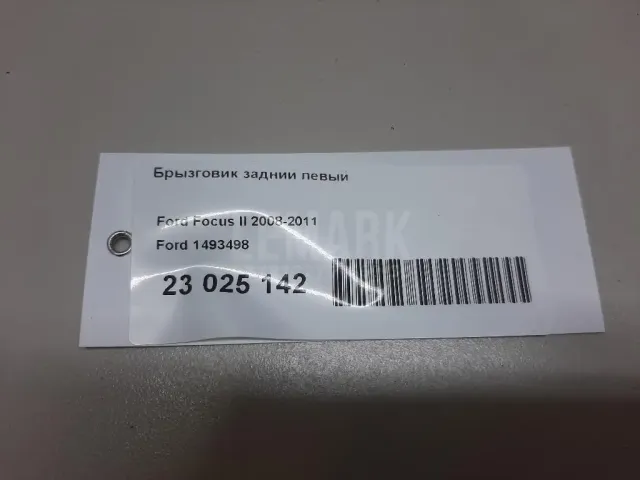 Брызговик задний левый
Ford Focus II 2008-2011
Ford 1493498
23 025 142